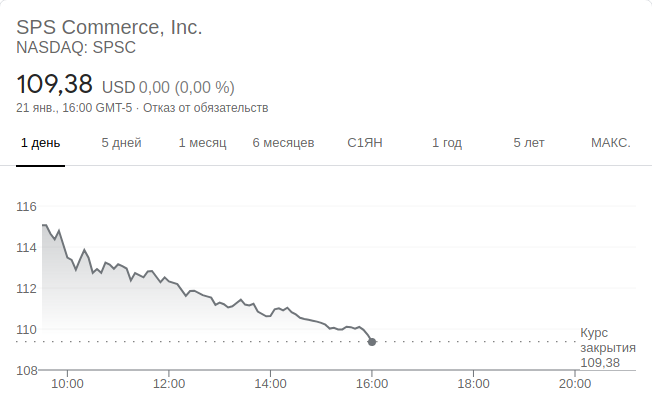 SPS Commerce, Inc.
NASDAQ: SPSC
109,38 USD 0,00 (0,00 %)
21 янв., 16:00 GMT-5 · Отказ от обязательств
1 день 5 дней 1 месяц 6 месяцев С1ЯН 1 год 5 лет МАКС.
116
114
112
110
Курс
закрытия
109,38
108
10:00 12:00 14:00 16:00 18:00 20:00